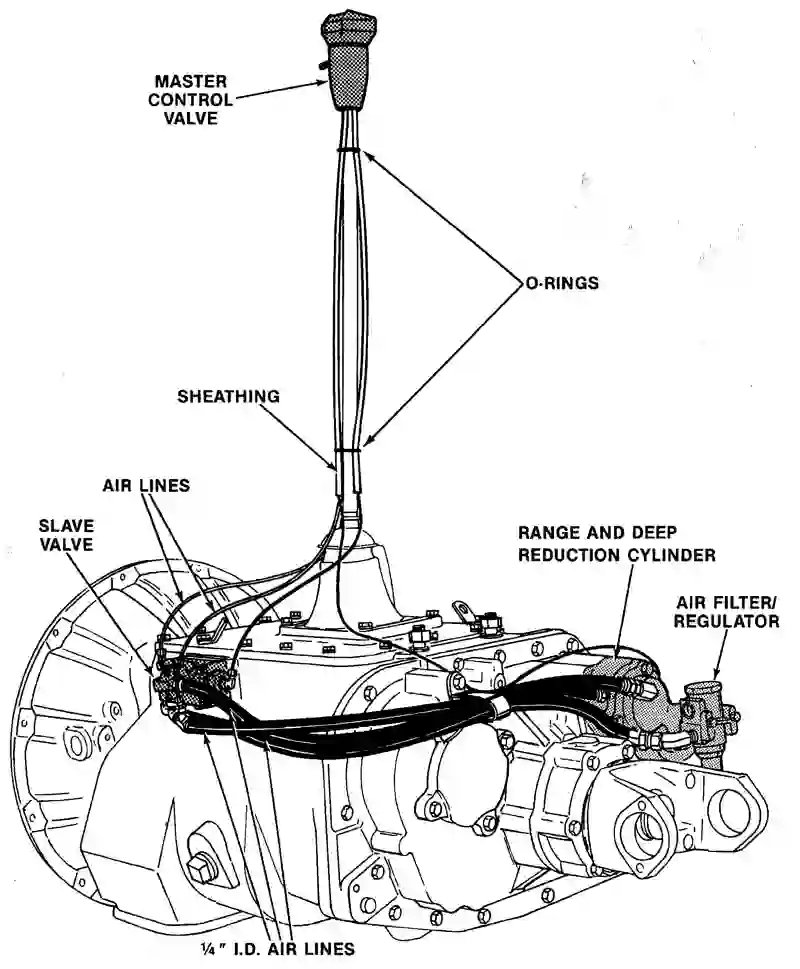 MASTER
CONTROL
VALVE
O-RINGS
SHEATHING
AIR LINES
SLAVE
VALVE
RANGE AND DEEP
REDUCTION CYLINDER
AIR FILTER/
REGULATOR
¼" I.D. AIR LINES